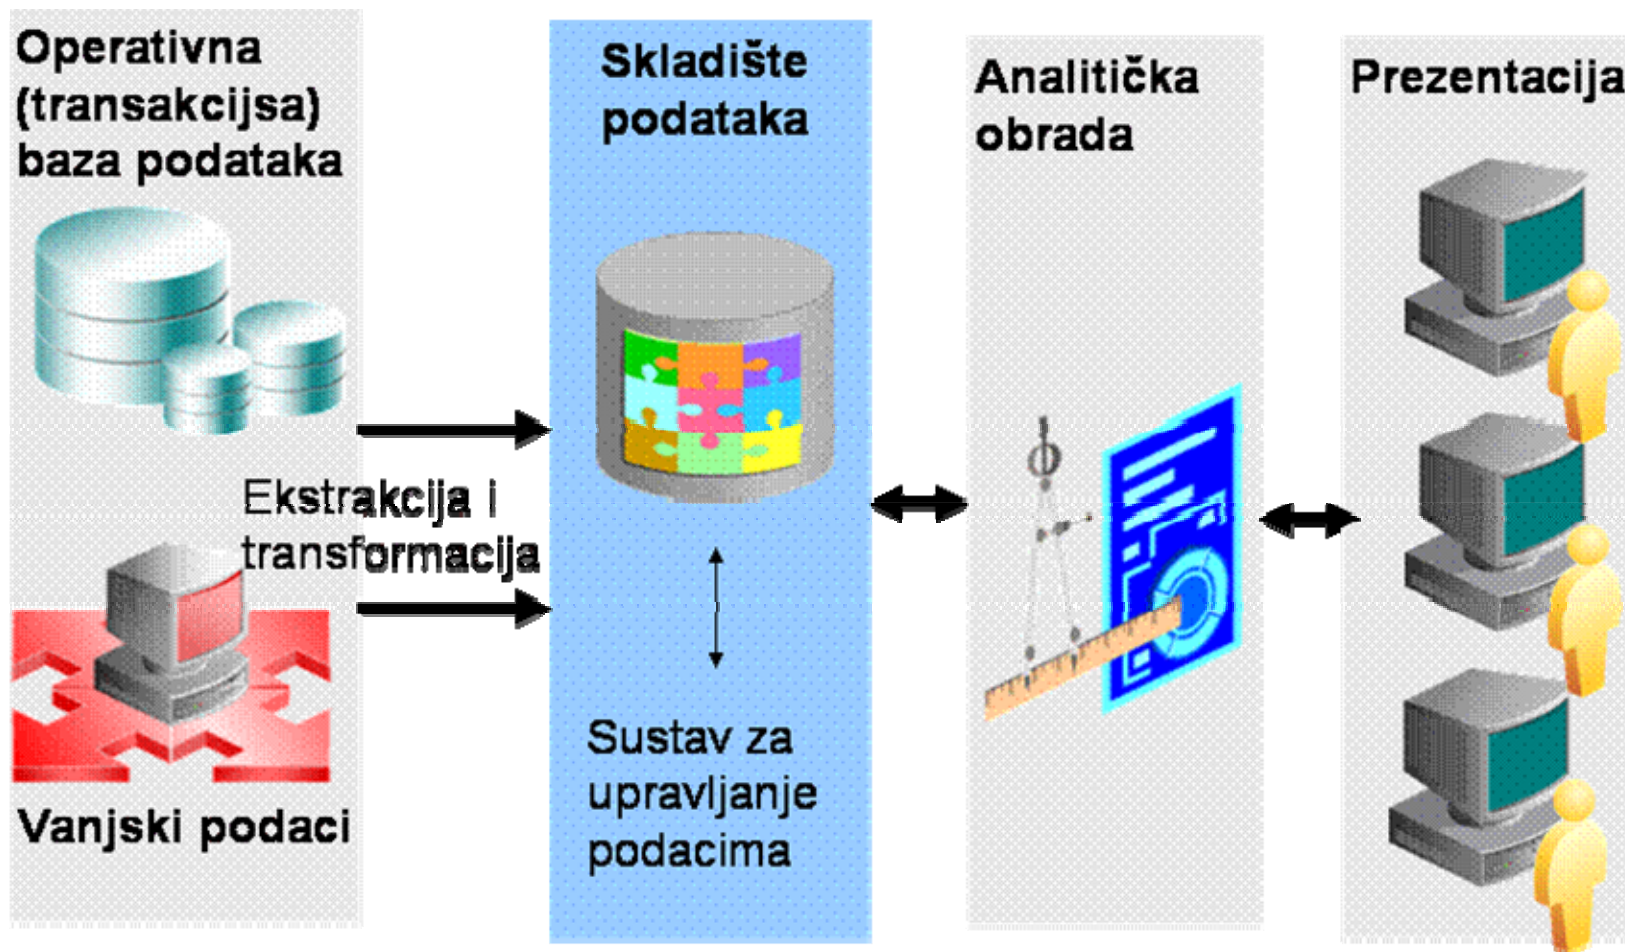 Operativna
(transakcijsa)
baza podataka
Ekstrakcija i
transformacija
Vanjski podaci
Skladište
podataka
Sustav za
upravljanje
podacima
Analitička
obrada
Prezentacija